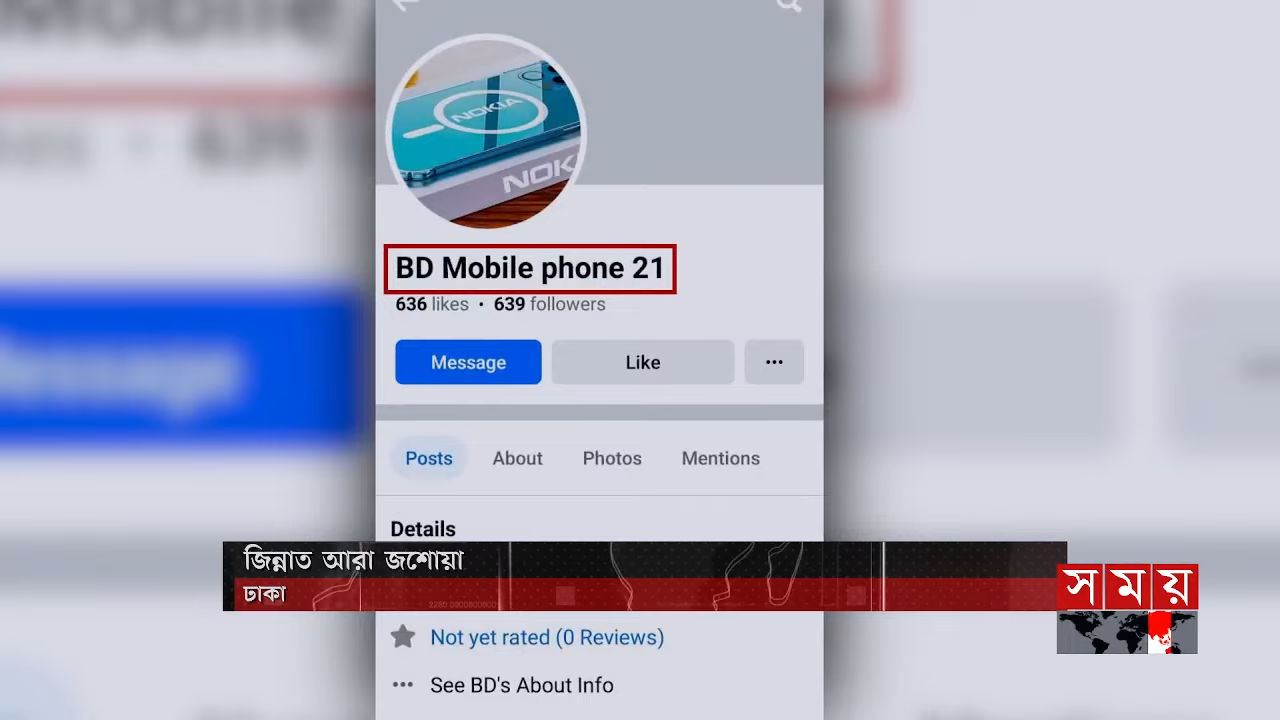 NOKIA
NOK
BD Mobile phone 21
636 likes • 639 followers
Message
Like
Posts
About
Photos
Mentions
Details
জিন্নাত আরা জশোয়া
ঢাকা
সময়
Not yet rated (0 Reviews)
See BD's About Info